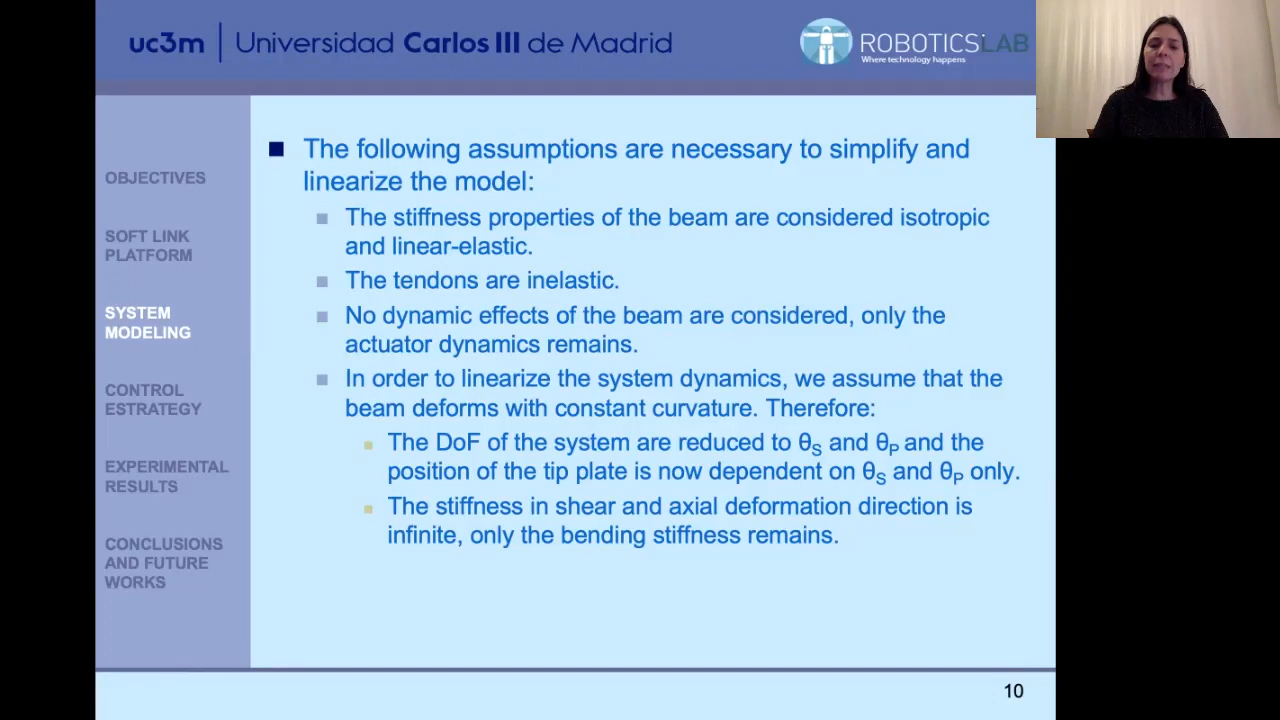 uc3m | Universidad Carlos III de Madrid
ROBOTICSLAB
Where technology happens
OBJECTIVES
SOFT LINK
PLATFORM
SYSTEM
MODELING
CONTROL
ESTRATEGY
EXPERIMENTAL
RESULTS
CONCLUSIONS
AND FUTURE
WORKS
The following assumptions are necessary to simplify and
linearize the model:
The stiffness properties of the beam are considered isotropic
and linear-elastic.
The tendons are inelastic.
No dynamic effects of the beam are considered, only the
actuator dynamics remains.
In order to linearize the system dynamics, we assume that the
beam deforms with constant curvature. Therefore:
The DoF of the system are reduced to θS and θP and the
position of the tip plate is now dependent on θS and θP only.
The stiffness in shear and axial deformation direction is
infinite, only the bending stiffness remains.
10